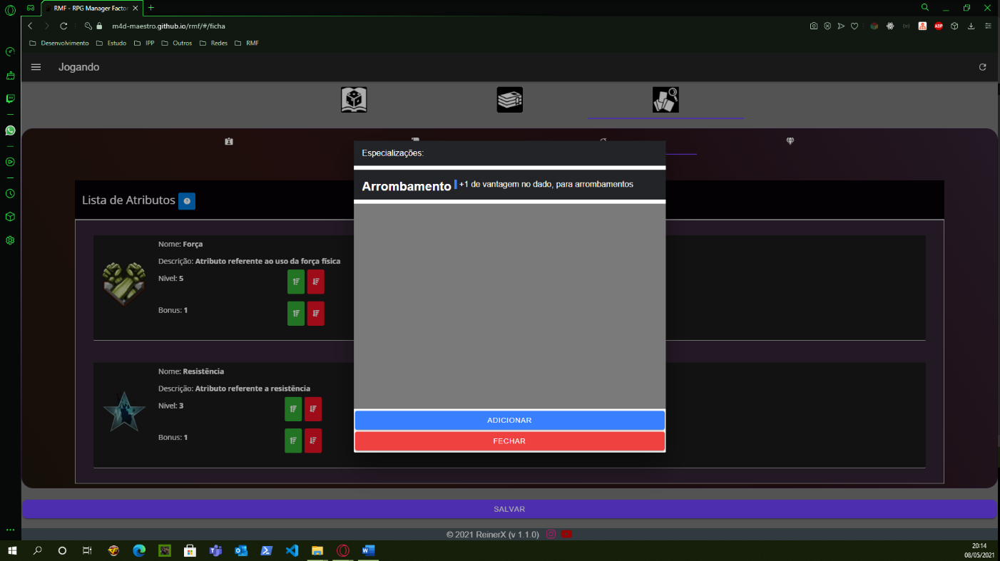 RMF - RPG Manager Factor
m4d-maestro.github.io/rmf/#/ficha
ABP
Desenvolvimento Estudo IPP Outros Redes RMF
Jogando
Especializações:
Arrombamento +1 de vantagem no dado, para arrombamentos
Lista de Atributos
Nome: Força
Descrição: Atributo referente ao uso da força física
Nivel: 5
Bonus: 1
Nome: Resistência
Descrição: Atributo referente a resistência
Nivel: 3
Bonus: 1
ADICIONAR
FECHAR
SALVAR
© 2021 ReinerX (v 1.1.0)
20:14
08/05/2021